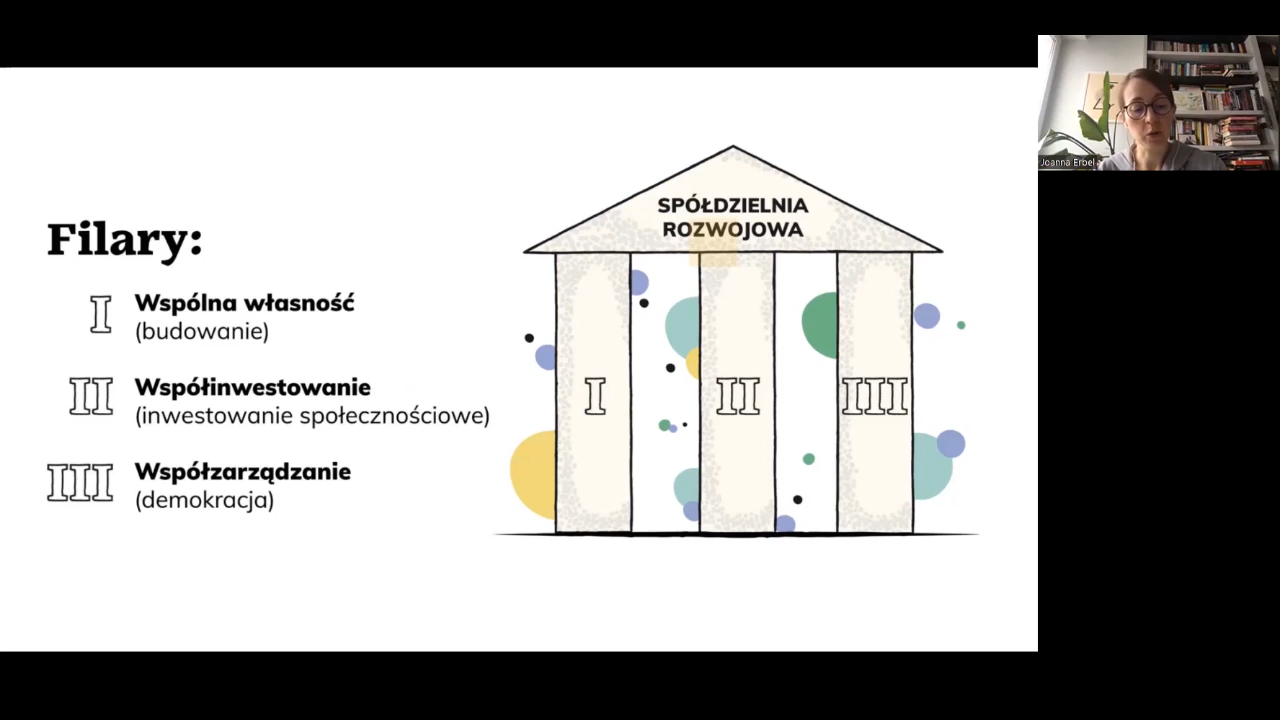 Filary:
I Wspólna własność
(budowanie)
II Współinwestowanie
(inwestowanie społecznościowe)
III Współzarządzanie
(demokracja)
SPÓŁDZIELNIA
ROZWOJOWA
I II III
Joanna Erbel